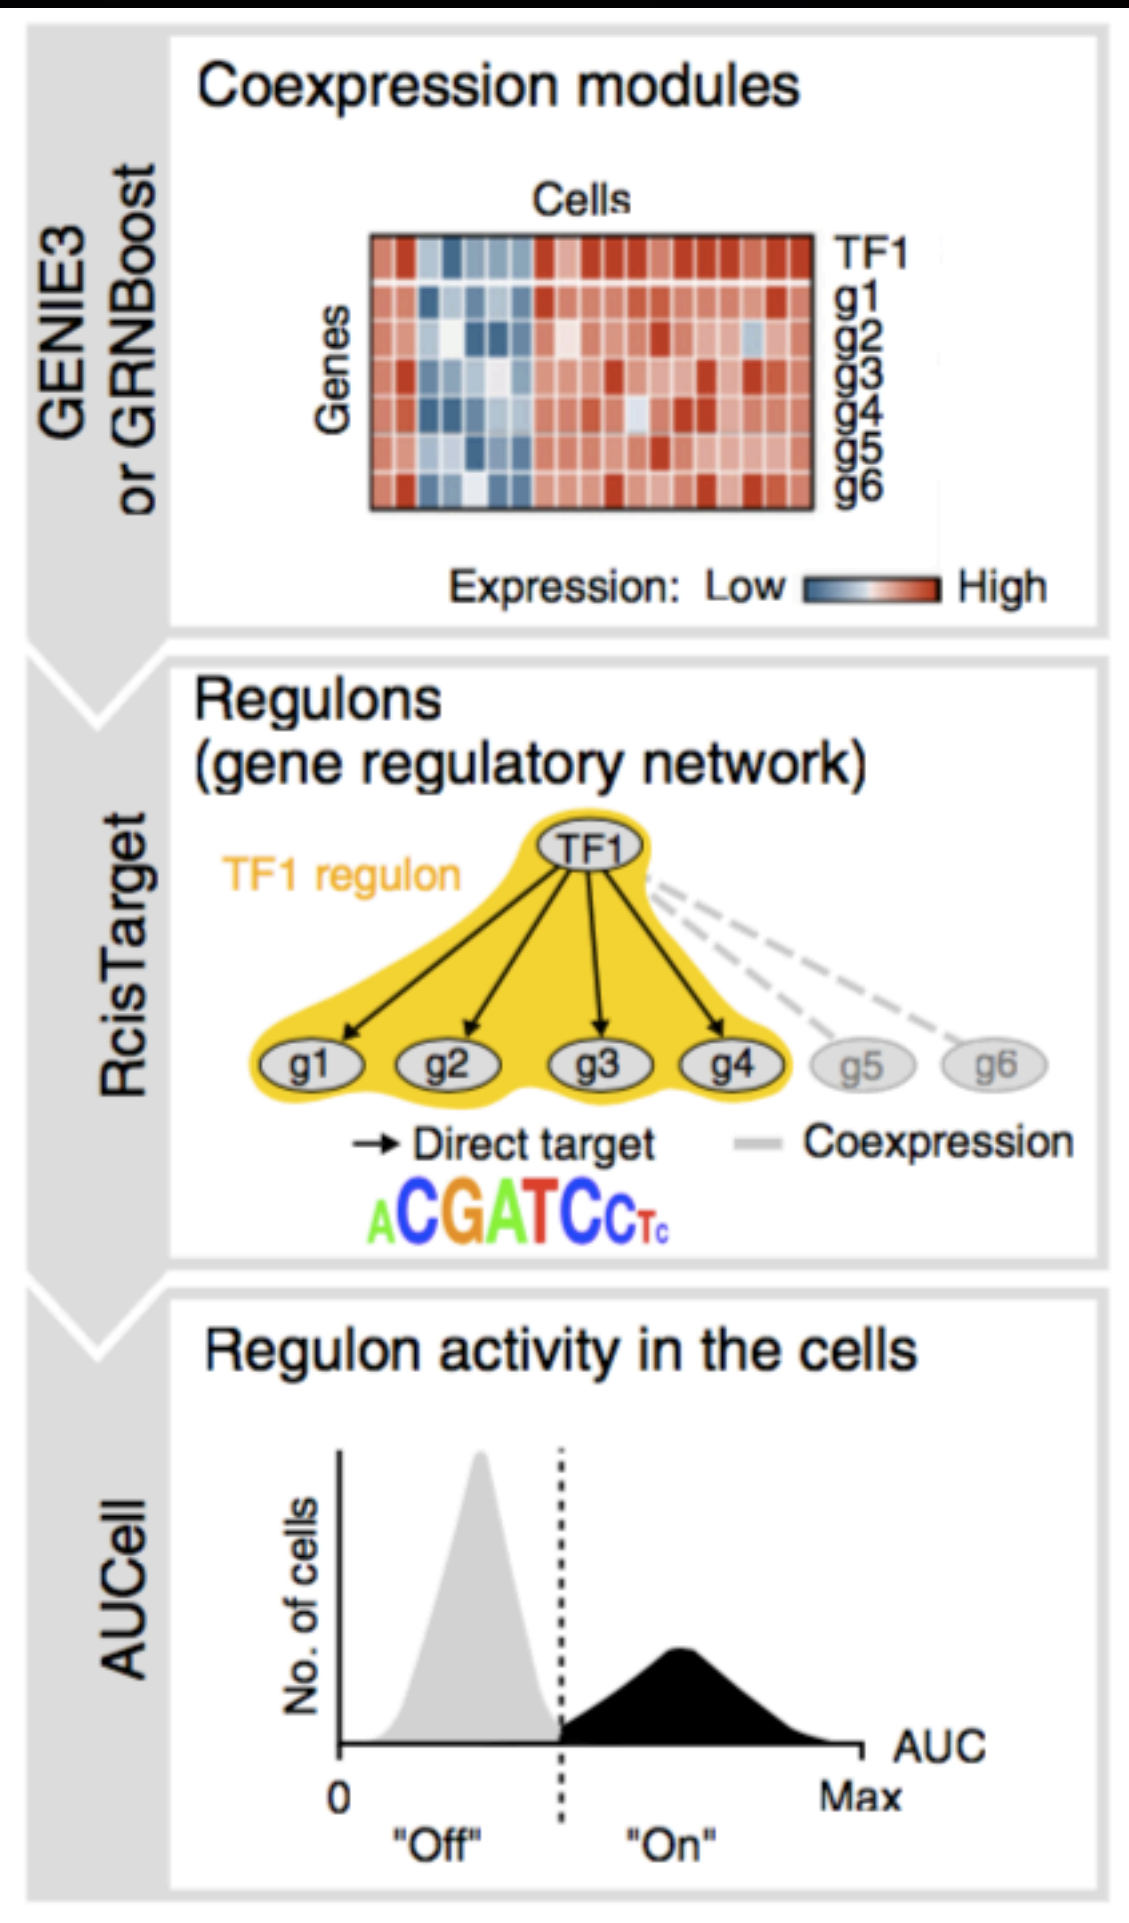 GENIE3
or GRNBoost
Coexpression modules
Cells
Genes
TF1
g1
g2
g3
g4
g5
g6
Expression: Low High
RcisTarget
Regulons
(gene regulatory network)
TF1 regulon
TF1
g1 g2 g3 g4 g5 g6
Direct target Coexpression
ACGATCCTC
AUCell
Regulon activity in the cells
No. of cells
AUC
0 Max
"Off" "On"